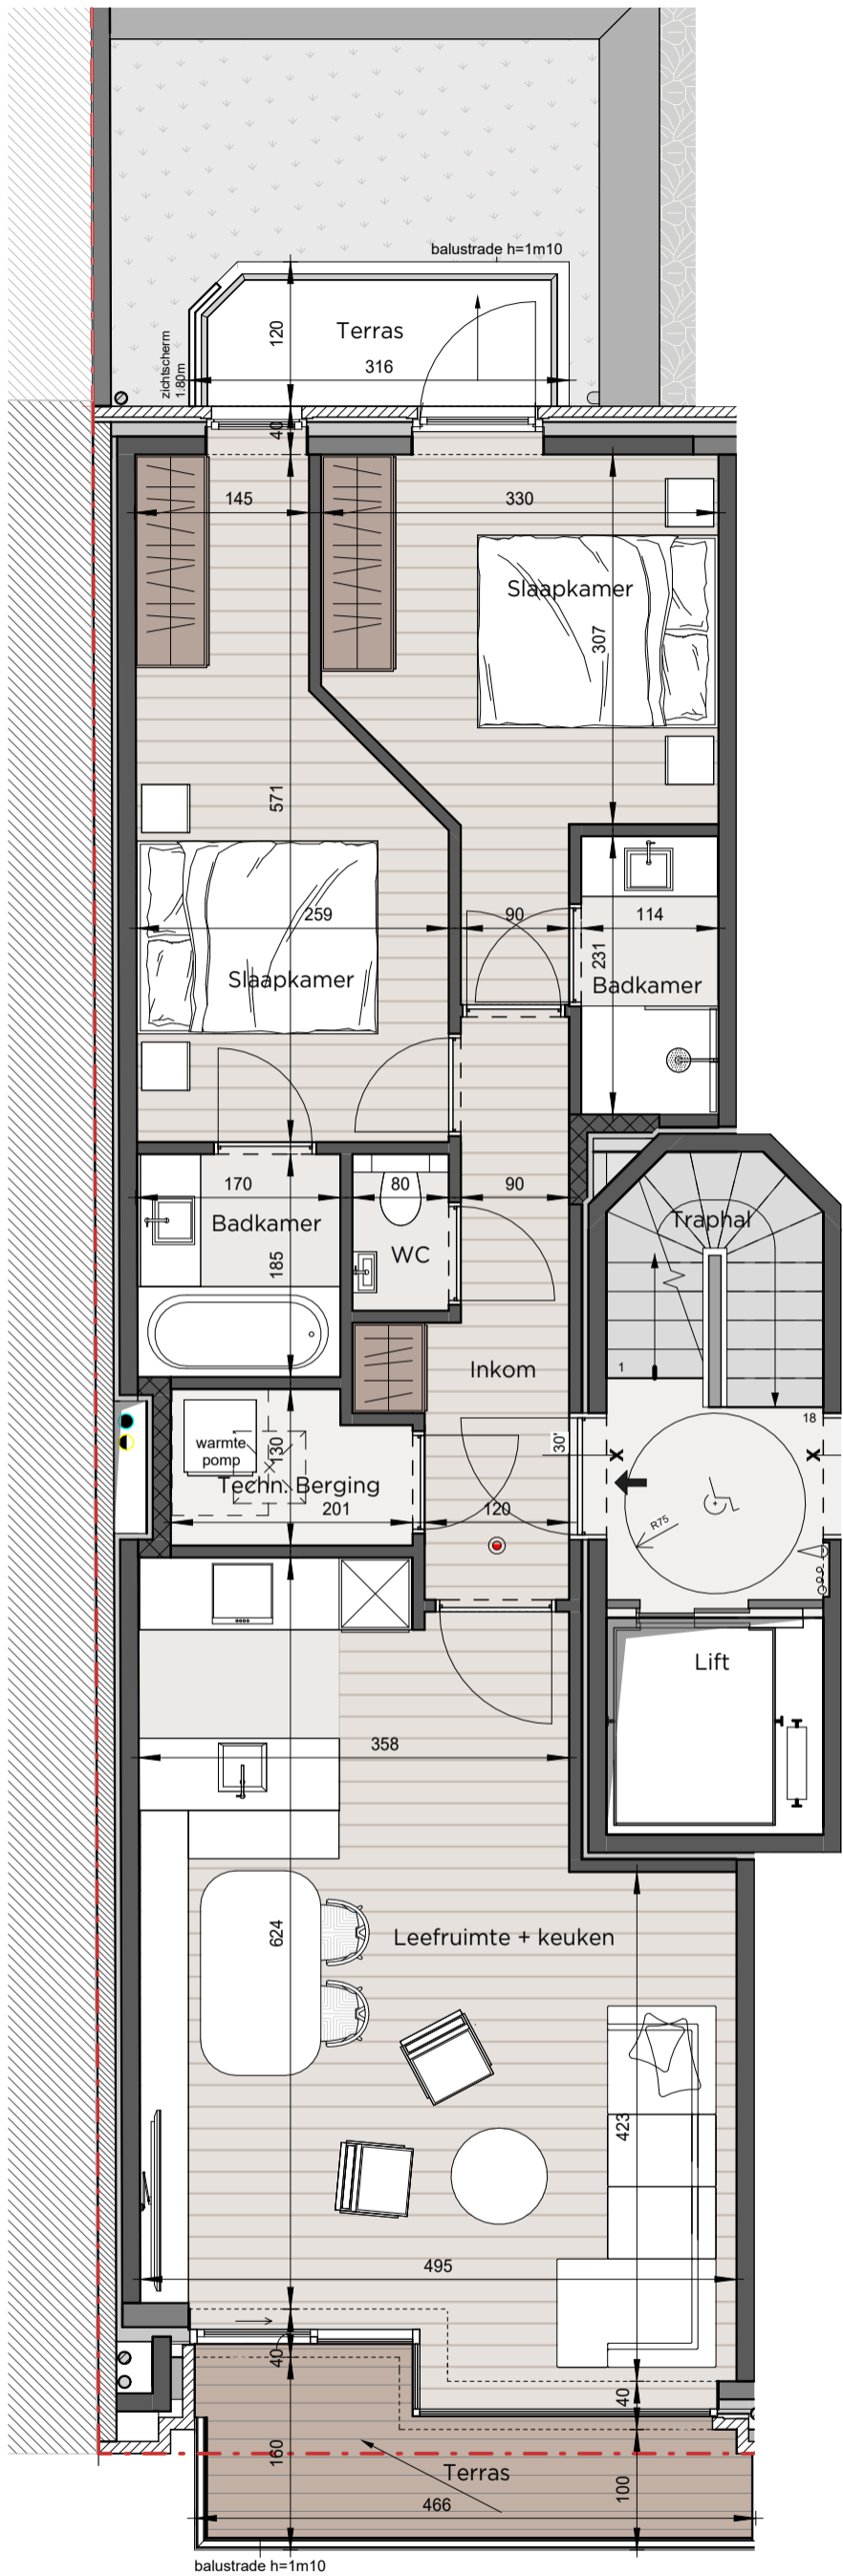 balustrade h=1m10
zichtscherm
1.80m
120
Terras
316
40
145
330
Slaapkamer
307
571
259
90
114
231
Slaapkamer
Badkamer
170
80
90
Badkamer
Traphal
WC
185
Inkom
1
18
warmte
pomp
130
30'
Techn. Berging
201
120
R75
Lift
358
624
Leefruimte + keuken
423
495
40
40
160
Terras
100
466
balustrade h=1m10